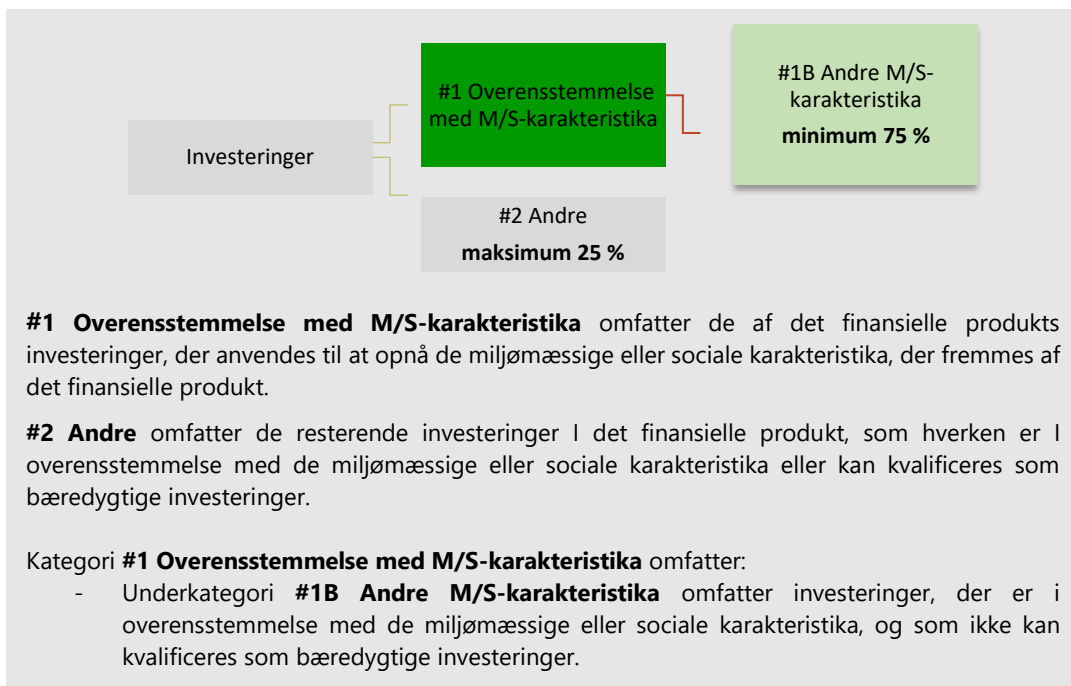 #1B Andre M/S-
karakteristika
minimum 75 %
#1 Overensstemmelse
med M/S-karakteristika
Investeringer
#2 Andre
maksimum 25 %
#1 Overensstemmelse med M/S-karakteristika omfatter de af det finansielle produkts
investeringer, der anvendes til at opnå de miljømæssige eller sociale karakteristika, der fremmes af
det finansielle produkt.
#2 Andre omfatter de resterende investeringer I det finansielle produkt, som hverken er I
overensstemmelse med de miljømæssige eller sociale karakteristika eller kan kvalificeres som
bæredygtige investeringer.
Kategori #1 Overensstemmelse med M/S-karakteristika omfatter:
- Underkategori #1B Andre M/S-karakteristika omfatter investeringer, der er i
overensstemmelse med de miljømæssige eller sociale karakteristika, og som ikke kan
kvalificeres som bæredygtige investeringer.